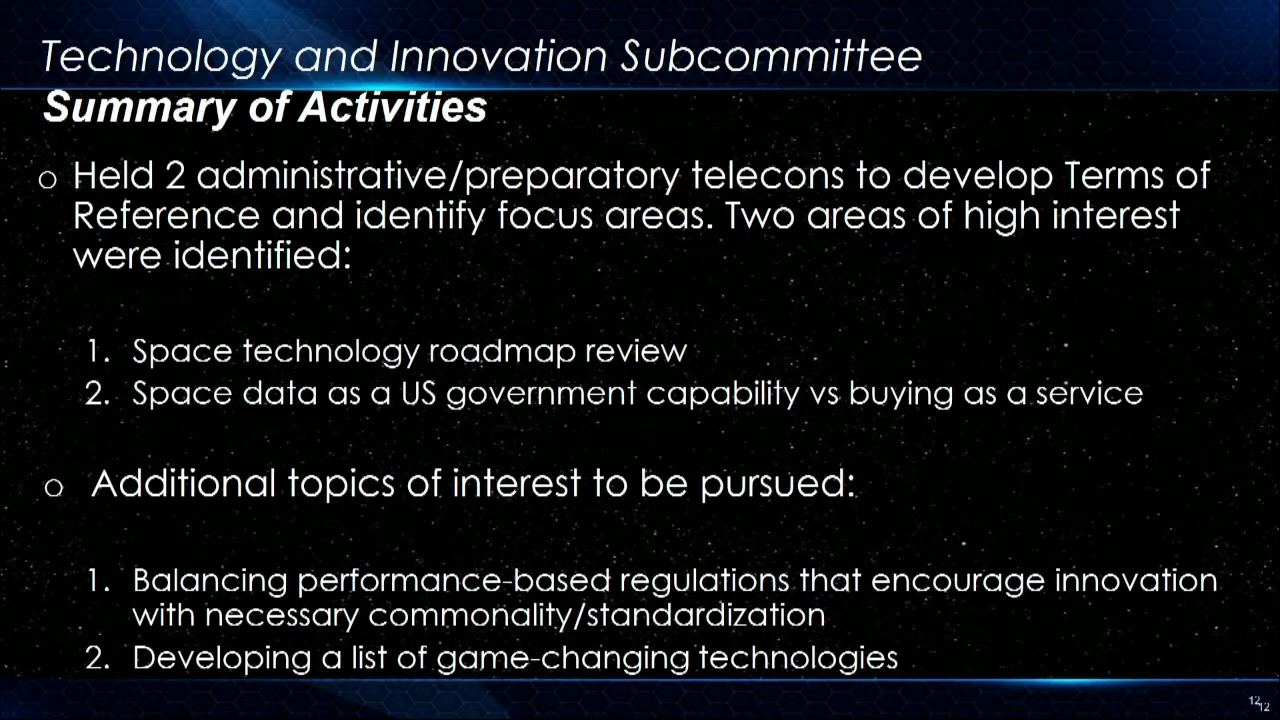 Technology and Innovation Subcommittee
Summary of Activities
o Held 2 administrative/preparatory telecons to develop Terms of
Reference and identify focus areas. Two areas of high interest
were identified:
1. Space technology roadmap review
2. Space data as a US government capability vs buying as a service
o Additional topics of interest to be pursued:
1. Balancing performance-based regulations that encourage innovation
with necessary commonality/standardization
2. Developing a list of game-changing technologies
12
12